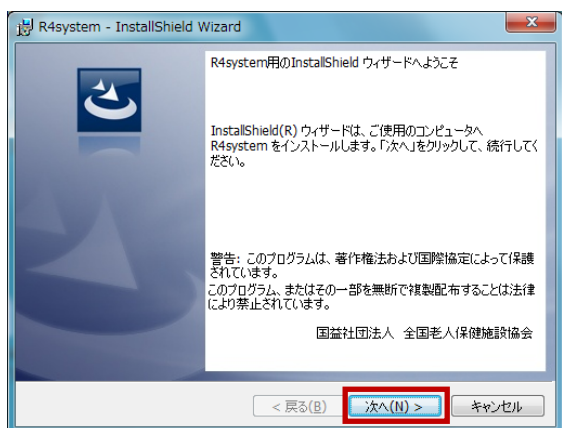 R4system - InstallShield Wizard
R4system用のInstallShield ウィザードへようこそ
InstallShield(R) ウィザードは、ご使用のコンピュータへ
R4system をインストールします。「次へ」をクリックして、続行してく
ださい。
警告: このプログラムは、著作権法および国際協定によって保護
されています。
このプログラム、またはその一部を無断で複製配布することは法律
により禁止されています。
国益社団法人 全国老人保健施設協会
< 戻る(B)
次へ(N) >
キャンセル